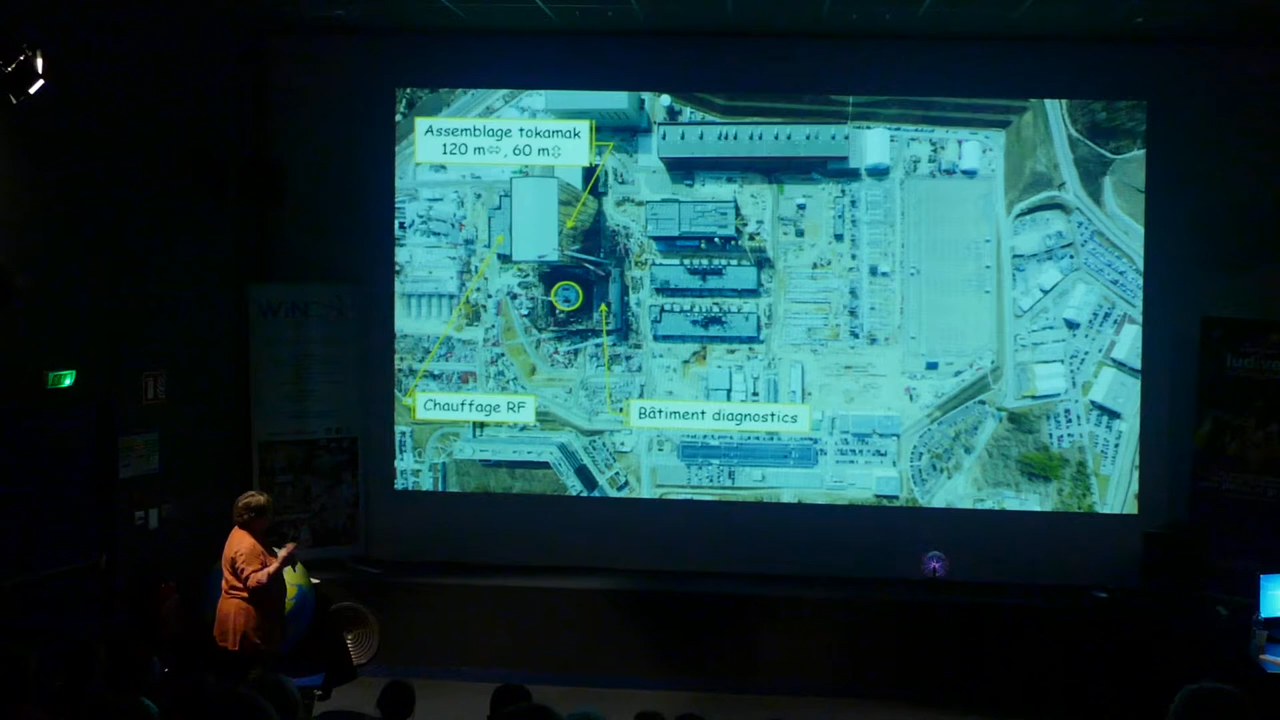 Assemblage tokamak
120 m⇔, 60 m⇕
Chauffage RF
Bâtiment diagnostics